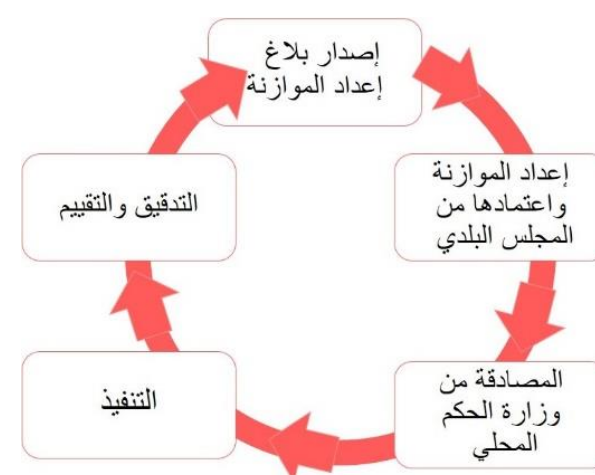 إصدار بلاغ
إعداد الموازنة
إعداد الموازنة
واعتمادها من
المجلس البلدي
المصادقة من
وزارة الحكم
المحلي
التنفيذ
التدقيق والتقييم